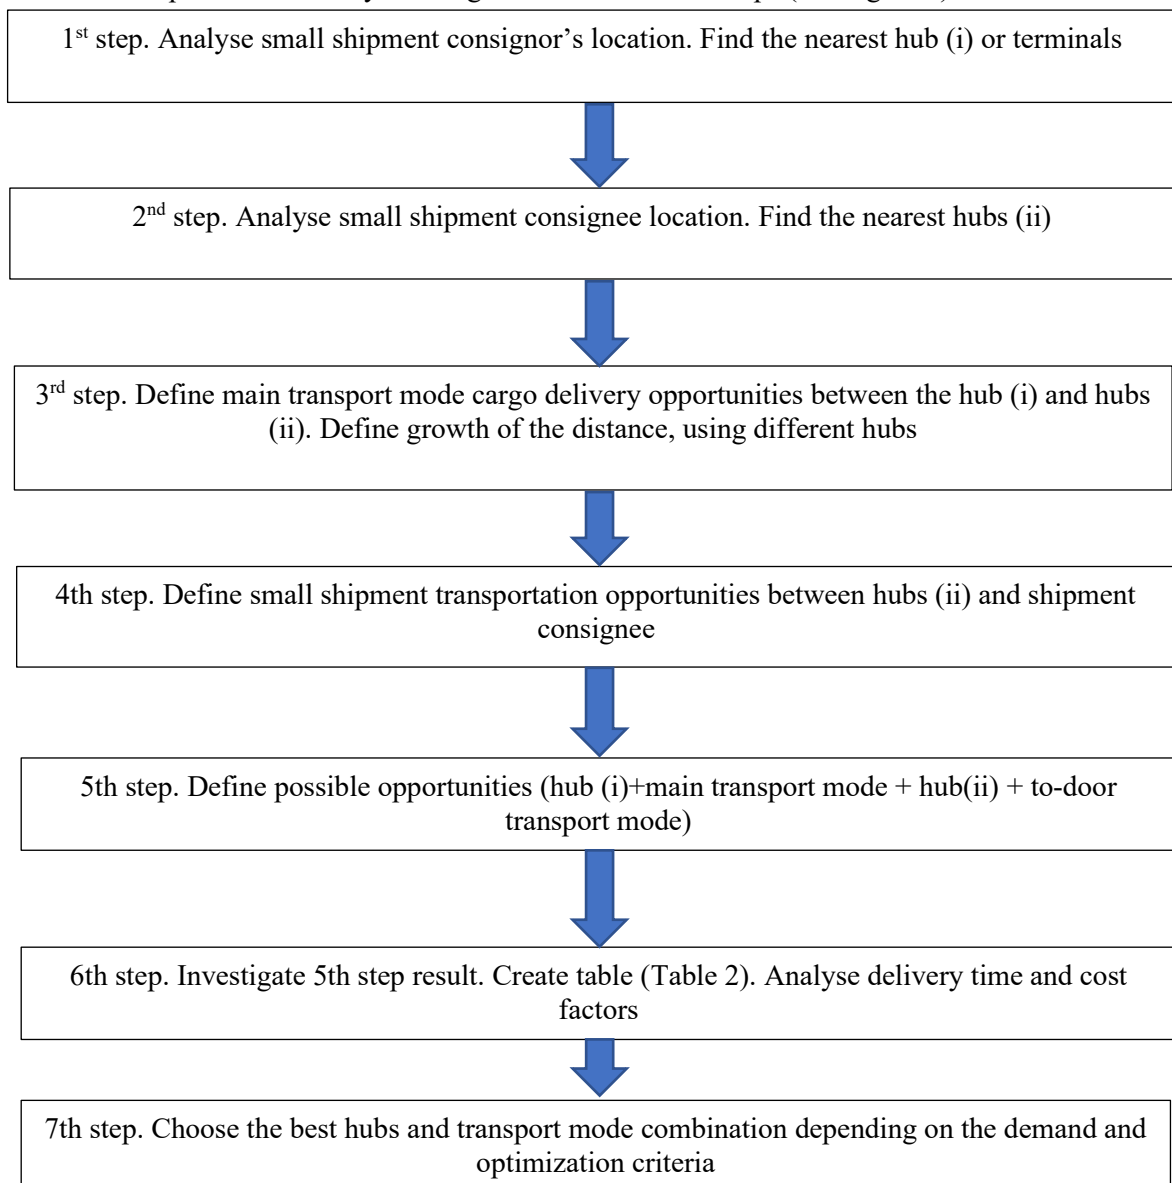 1st step. Analyse small shipment consignor’s location. Find the nearest hub (i) or terminals
2nd step. Analyse small shipment consignee location. Find the nearest hubs (ii)
3rd step. Define main transport mode cargo delivery opportunities between the hub (i) and hubs
(ii). Define growth of the distance, using different hubs
4th step. Define small shipment transportation opportunities between hubs (ii) and shipment
consignee
5th step. Define possible opportunities (hub (i)+main transport mode + hub(ii) + to-door
transport mode)
6th step. Investigate 5th step result. Create table (Table 2). Analyse delivery time and cost
factors
7th step. Choose the best hubs and transport mode combination depending on the demand and
optimization criteria